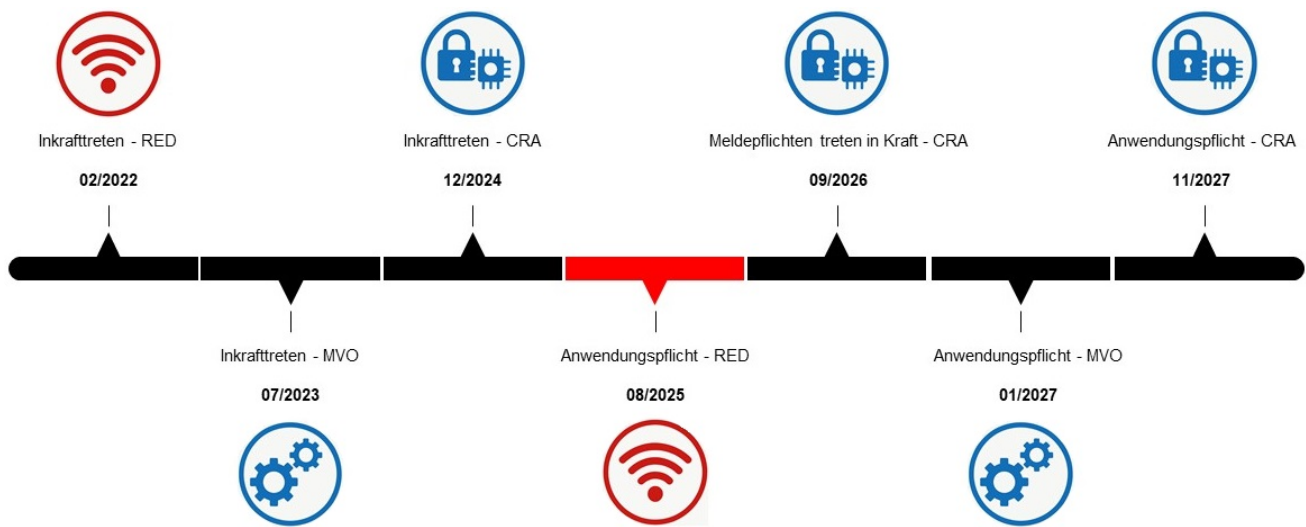 Inkrafttreten - RED
02/2022
Inkrafttreten - CRA
12/2024
Meldepflichten treten in Kraft - CRA
09/2026
Anwendungspflicht - CRA
11/2027
Inkrafttreten - MVO
07/2023
Anwendungspflicht - RED
08/2025
Anwendungspflicht - MVO
01/2027